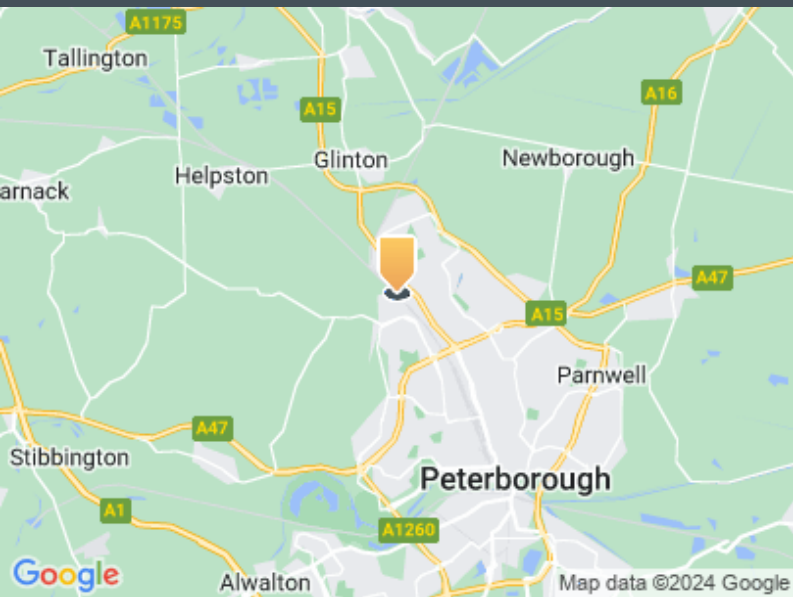 A1175
Tallington
A15
A16
Glinton
Newborough
Helpston
arnack
A47
A15
Parnwell
A47
Stibbington
Peterborough
A1
A1260
Google
Alwalton
Map data ©2024 Google